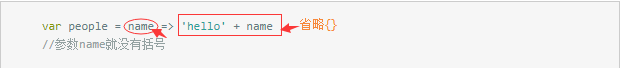 var people = name => 'hello' + name 省略{}
//参数name就没有括号